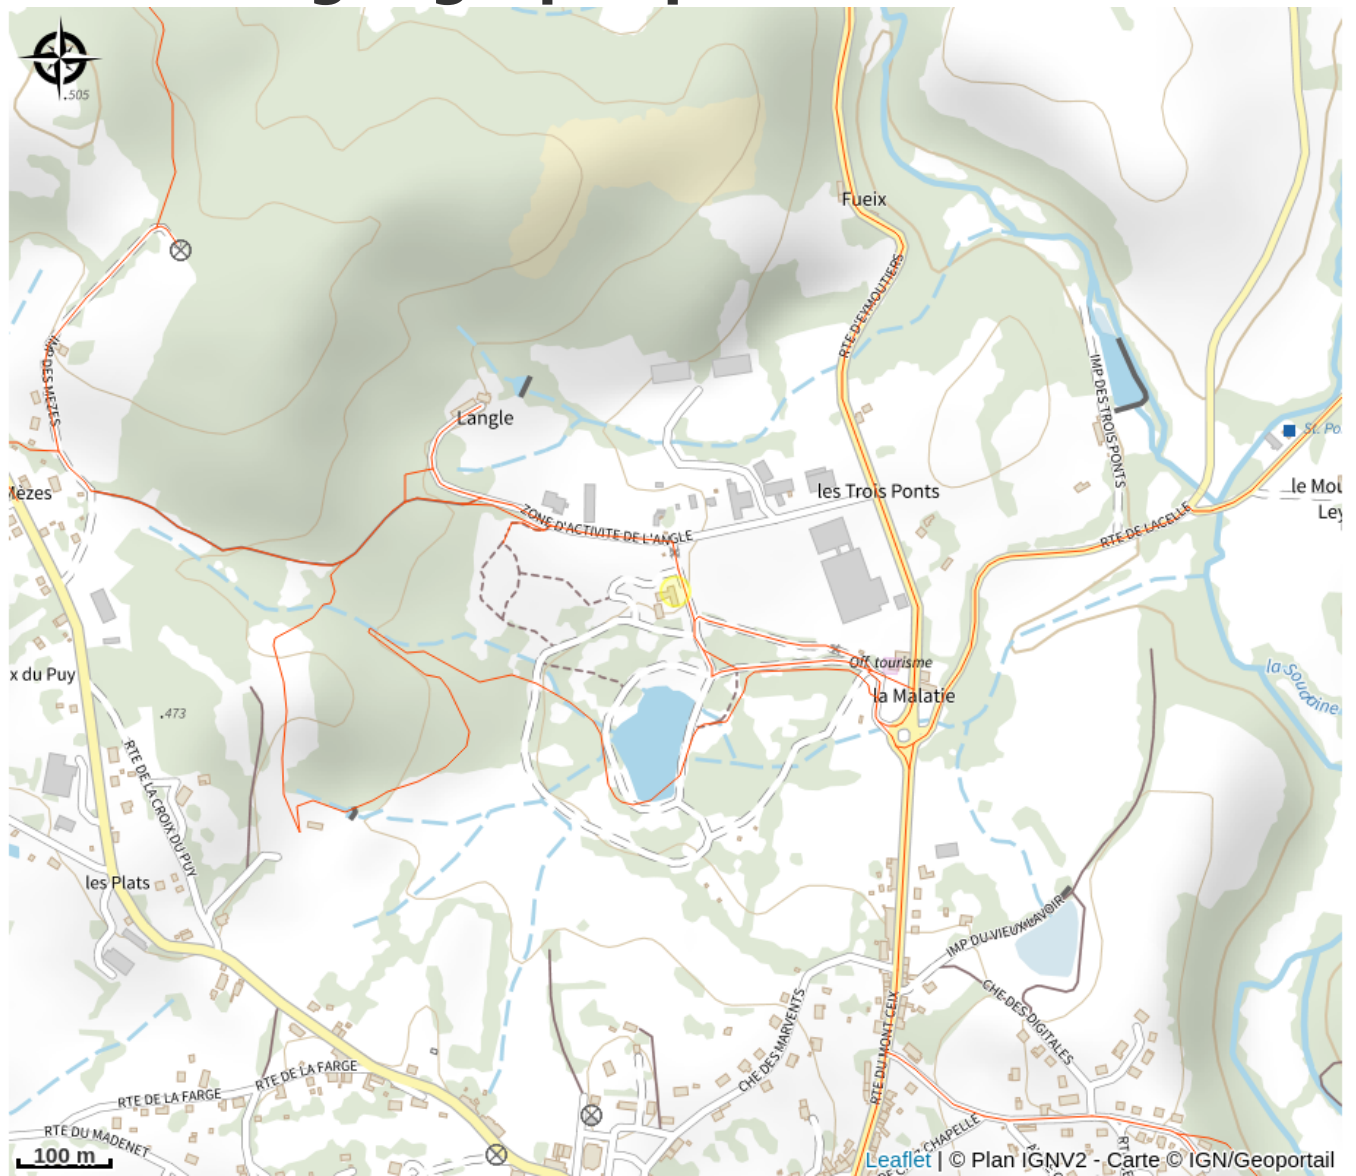 .505
Fueix
RTE D'EYMOUTIERS
IMP DES MEZES
IMP DES TROIS PONTS
Langle
St. Po
Mèzes
les Trois Ponts
le Mou
Ley
ZONE D'ACTIVITE DE L'ANGLE
RTE DE LACELLE
Off. tourisme
x du Puy
la Malatie
la Soudaine
.473
RTE DE LA CROIX DU PUY
les Plats
IMP DU VIEUX LAVOIR
CHE DES DIGITALES
CHE DES MARVENTS
RTE DU MONT CEIX
RTE DE LA FARGE
RTE DE LA FARGE
RTE DU MADENET
CHAPELLE
100 m
Leaflet | © Plan IGNV2 - Carte © IGN/Geoportail